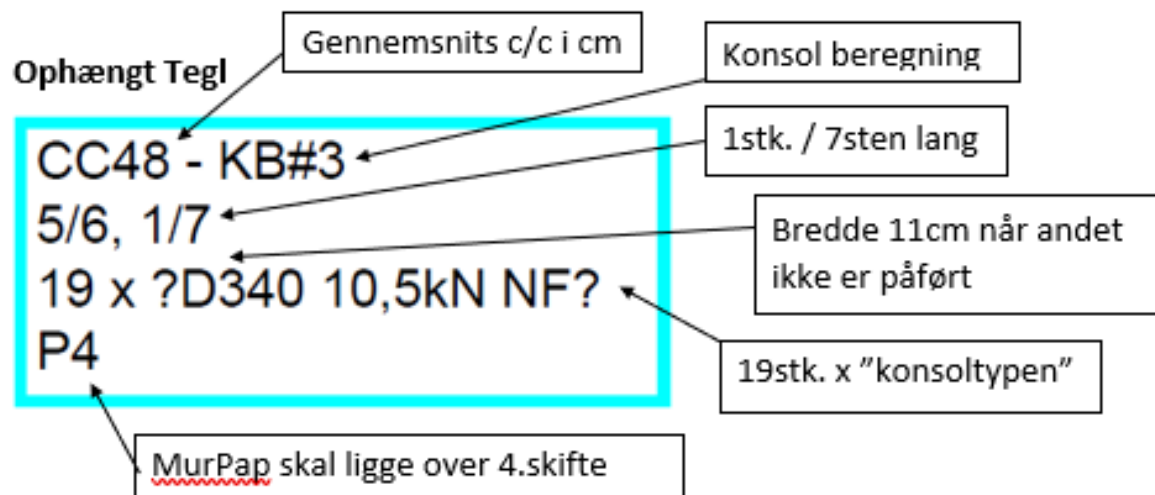 Gennemsnits c/c i cm
Konsol beregning
Ophængt Tegl
1stk. / 7sten lang
CC48 - KB#3
5/6, 1/7
Bredde 11cm når andet
ikke er påført
19 x ?D340 10,5kN NF?
P4
19stk. x ”konsoltypen”
MurPap skal ligge over 4.skifte